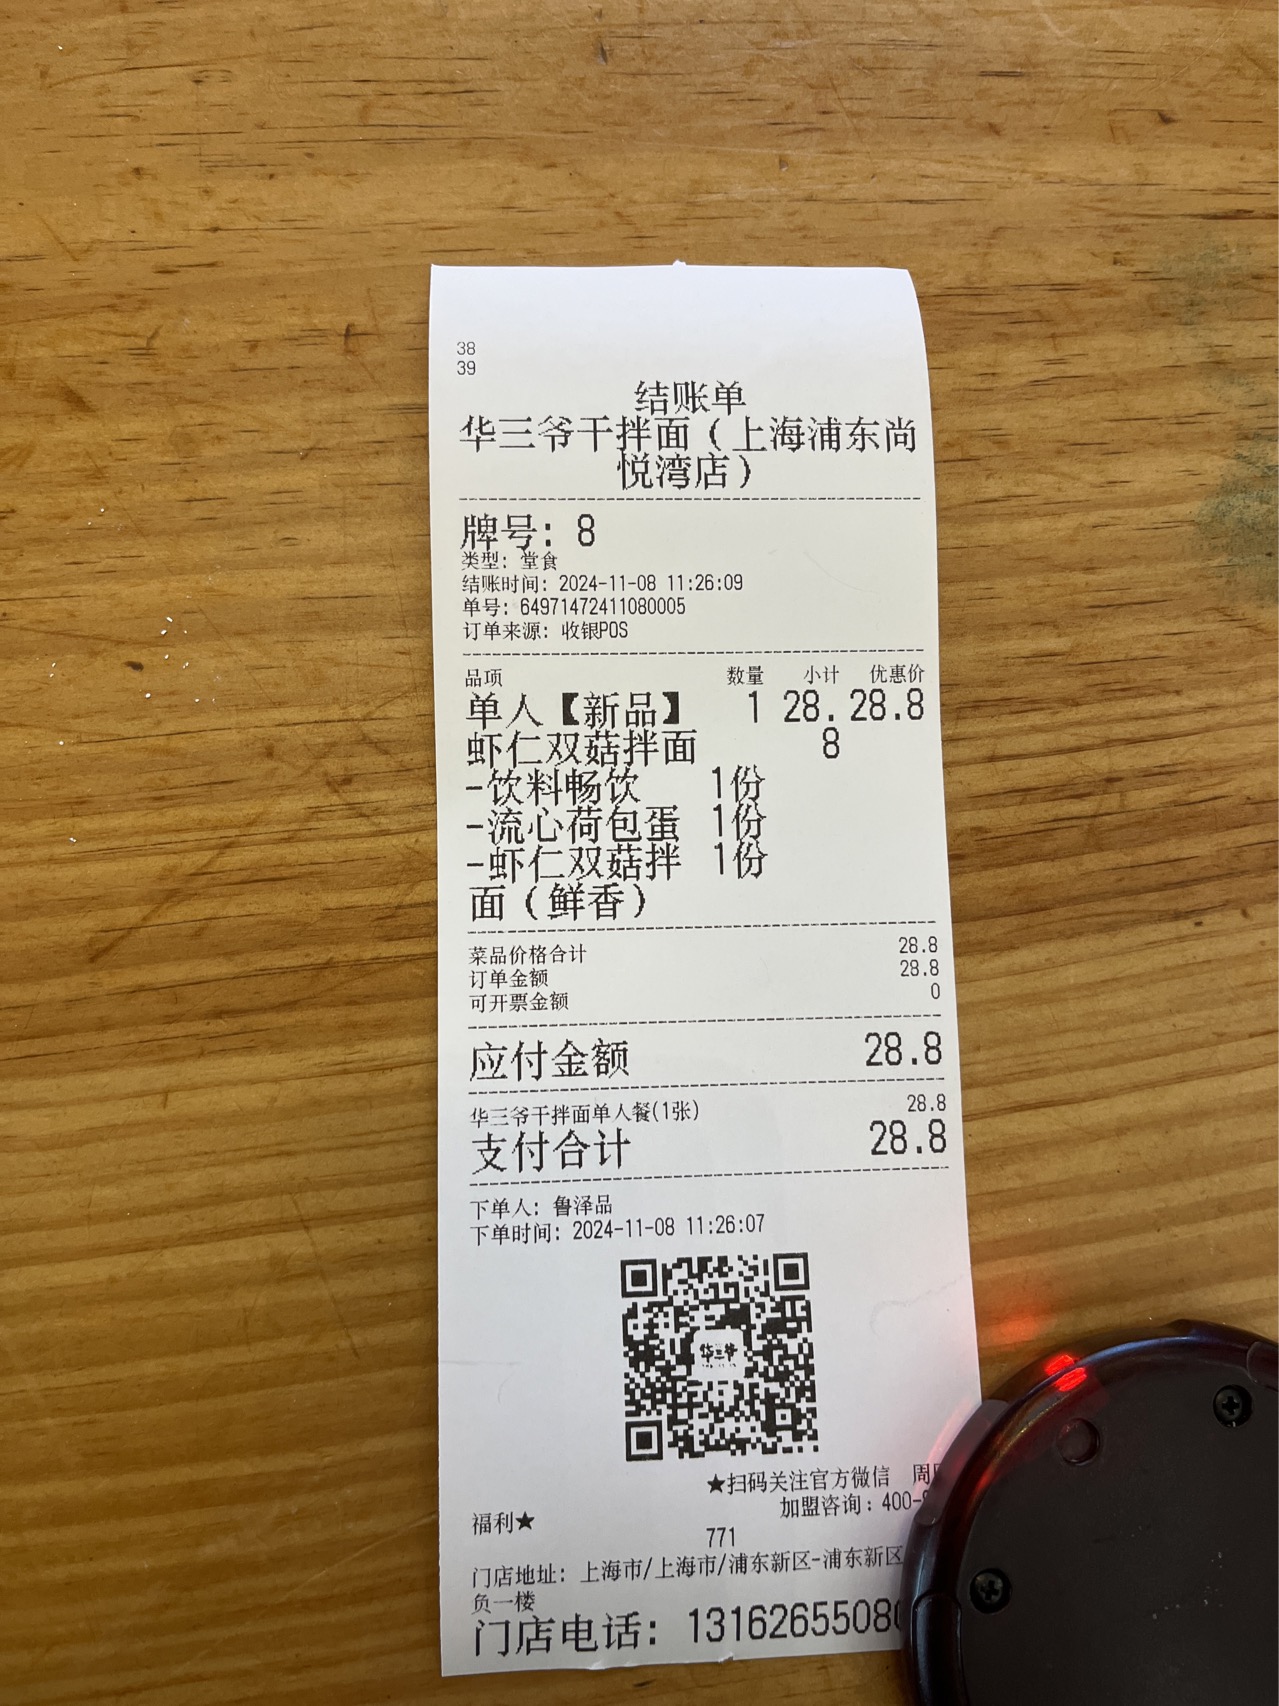 38
39
结账单
华三爷干拌面（上海浦东尚
悦湾店）
牌号：8
类型：堂食
结账时间：2024-11-08 11:26:09
单号：64971472411080005
订单来源：收银POS
品项 数量 小计 优惠价
单人【新品】 1 28. 28.8
虾仁双菇拌面 8
-饮料畅饮 1份
-流心荷包蛋 1份
-虾仁双菇拌 1份
面（鲜香）
菜品价格合计 28.8
订单金额 28.8
可开票金额 0
应付金额 28.8
华三爷干拌面单人餐(1张) 28.8
支付合计 28.8
下单人：鲁泽品
下单时间：2024-11-08 11:26:07
华三爷
★扫码关注官方微信 周
福利★
加盟咨询：400-
771
门店地址：上海市/上海市/浦东新区-浦东新区
负一楼
门店电话：1316265508